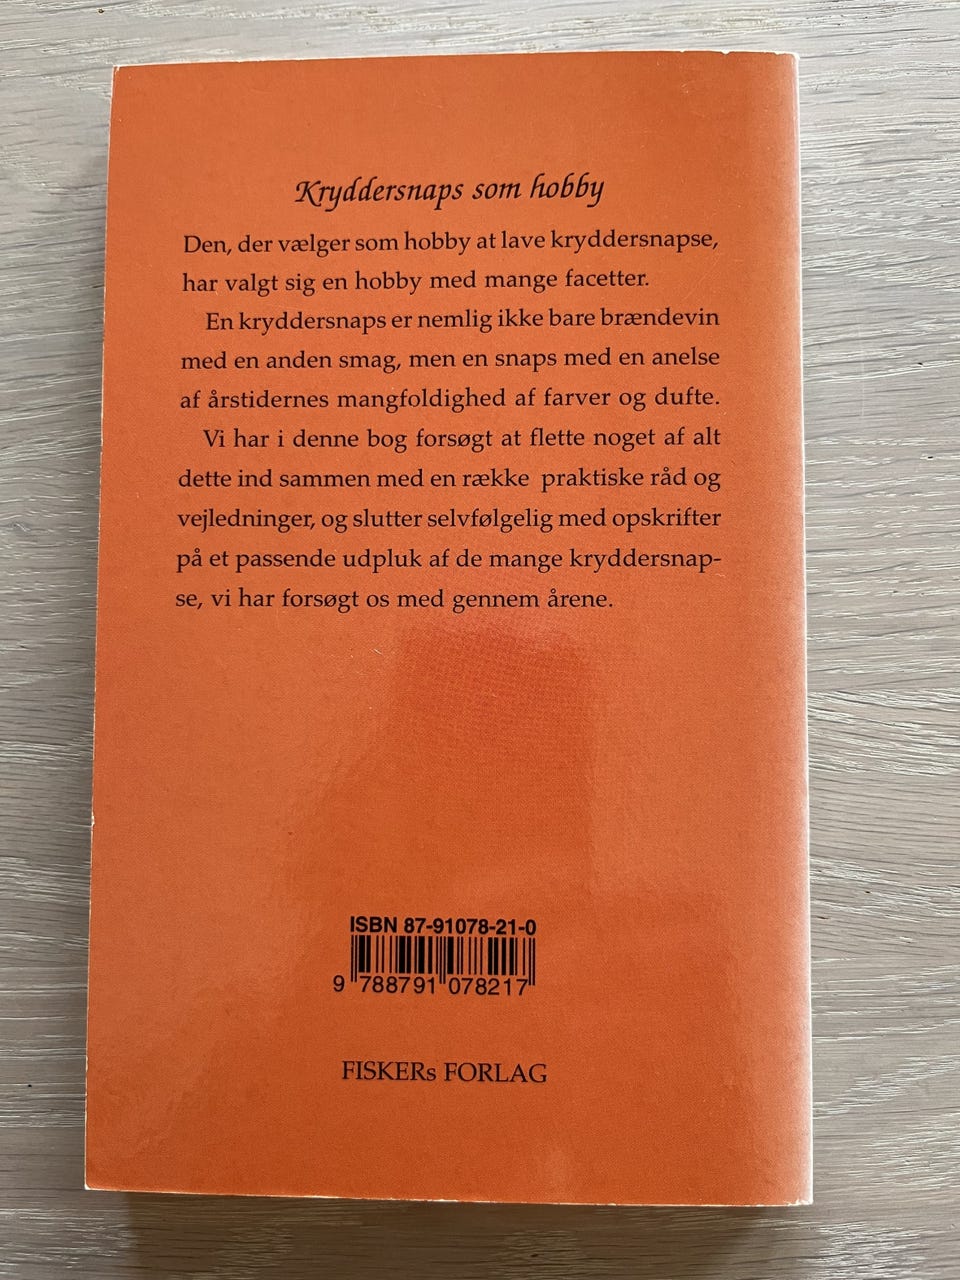 Kryddersnaps som hobby
Den, der vælger som hobby at lave kryddersnapse,
har valgt sig en hobby med mange facetter.
En kryddersnaps er nemlig ikke bare brændevin
med en anden smag, men en snaps med en anelse
af årstidernes mangfoldighed af farver og dufte.
Vi har i denne bog forsøgt at flette noget af alt
dette ind sammen med en række praktiske råd og
vejledninger, og slutter selvfølgelig med opskrifter
på et passende udpluk af de mange kryddersnap-
se, vi har forsøgt os med gennem årene.
ISBN 87-91078-21-0
9 788791 078217
FISKERs FORLAG